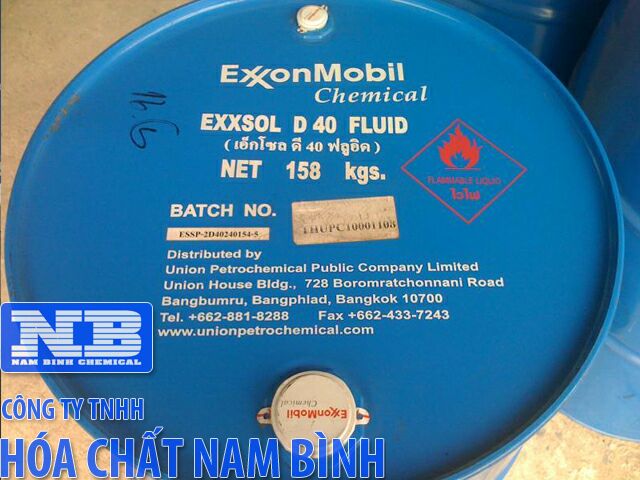 ExxonMobil
Chemical
EXXSOL D 40 FLUID
(เอ็กโซล ดี 40 ฟลูอิด)
NET 158 kgs.
FLAMMABLE LIQUID
ไวไฟ
BATCH NO.
ESSP-2D40240154-5
THUPC10001108
Distributed by
Union Petrochemical Public Company Limited
Union House Bldg., 728 Boromratchonnani Road
Bangbumru, Bangphlad, Bangkok 10700
Tel. +662-881-8288 Fax +662-433-7243
www.unionpetrochemical.com
ExxonMobil
Chemical
NB
NAM BINH CHEMICAL
CÔNG TY TNHH
HÓA CHẤT NAM BÌNH